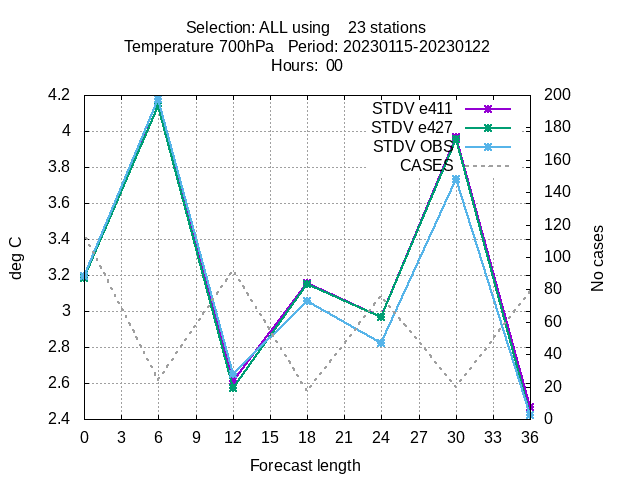 Selection: ALL using 23 stations
Temperature 700hPa Period: 20230115-20230122
Hours: 00
STDV e411
STDV e427
STDV OBS
CASES
4.2
4
3.8
3.6
3.4
3.2
3
2.8
2.6
2.4
deg C
200
180
160
140
120
100
80
60
40
20
0
No cases
0 3 6 9 12 15 18 21 24 27 30 33 36
Forecast length